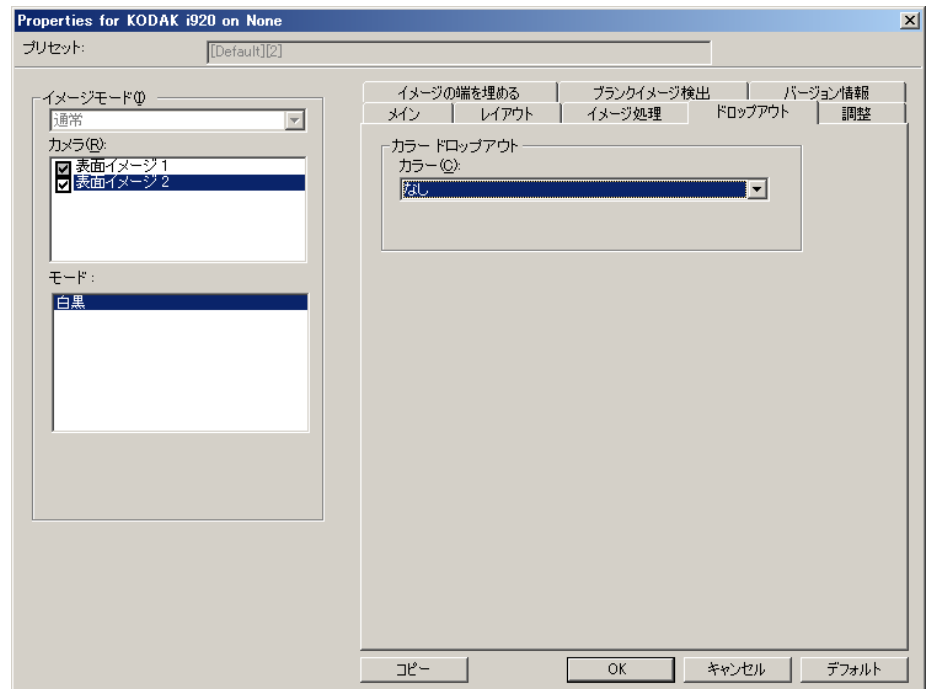 Properties for KODAK i920 on None
プリセット:
[Default][2]
イメージモード(I)
通常
カメラ(R):
表面イメージ 1
表面イメージ 2
モード :
白黒
イメージの端を埋める
ブランクイメージ検出
バージョン情報
メイン
レイアウト
イメージ処理
ドロップアウト
調整
カラー ドロップアウト
カラー(C):
なし
コピー
OK
キャンセル
デフォルト